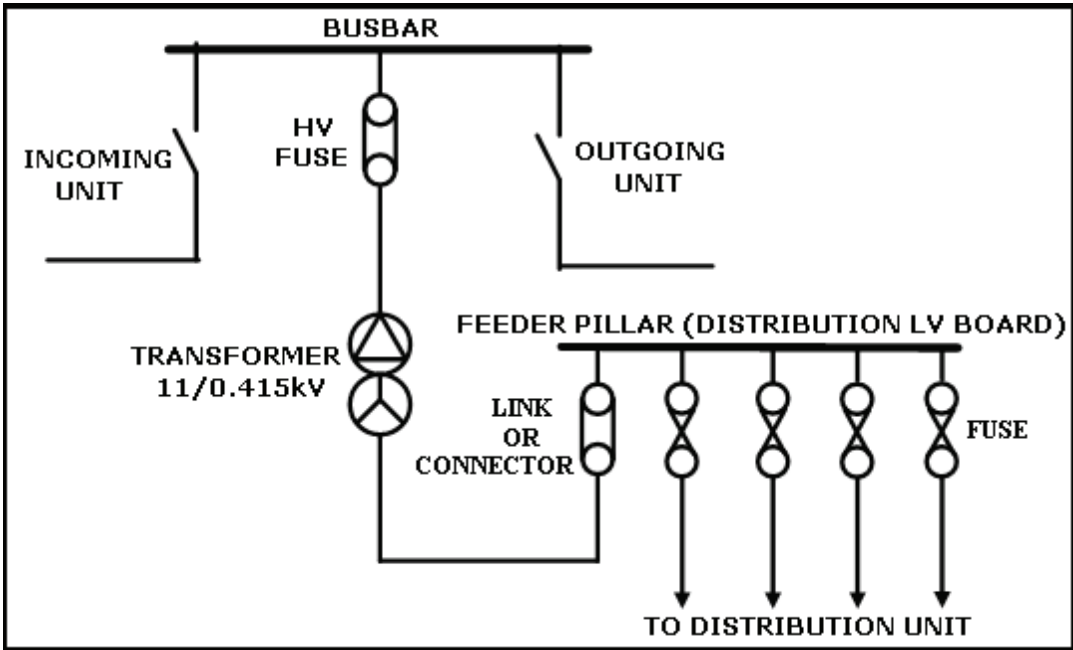 BUSBAR
HV
FUSE
INCOMING
UNIT
OUTGOING
UNIT
FEEDER PILLAR (DISTRIBUTION LV BOARD)
TRANSFORMER
11/0.415kV
LINK
OR
CONNECTOR
FUSE
TO DISTRIBUTION UNIT